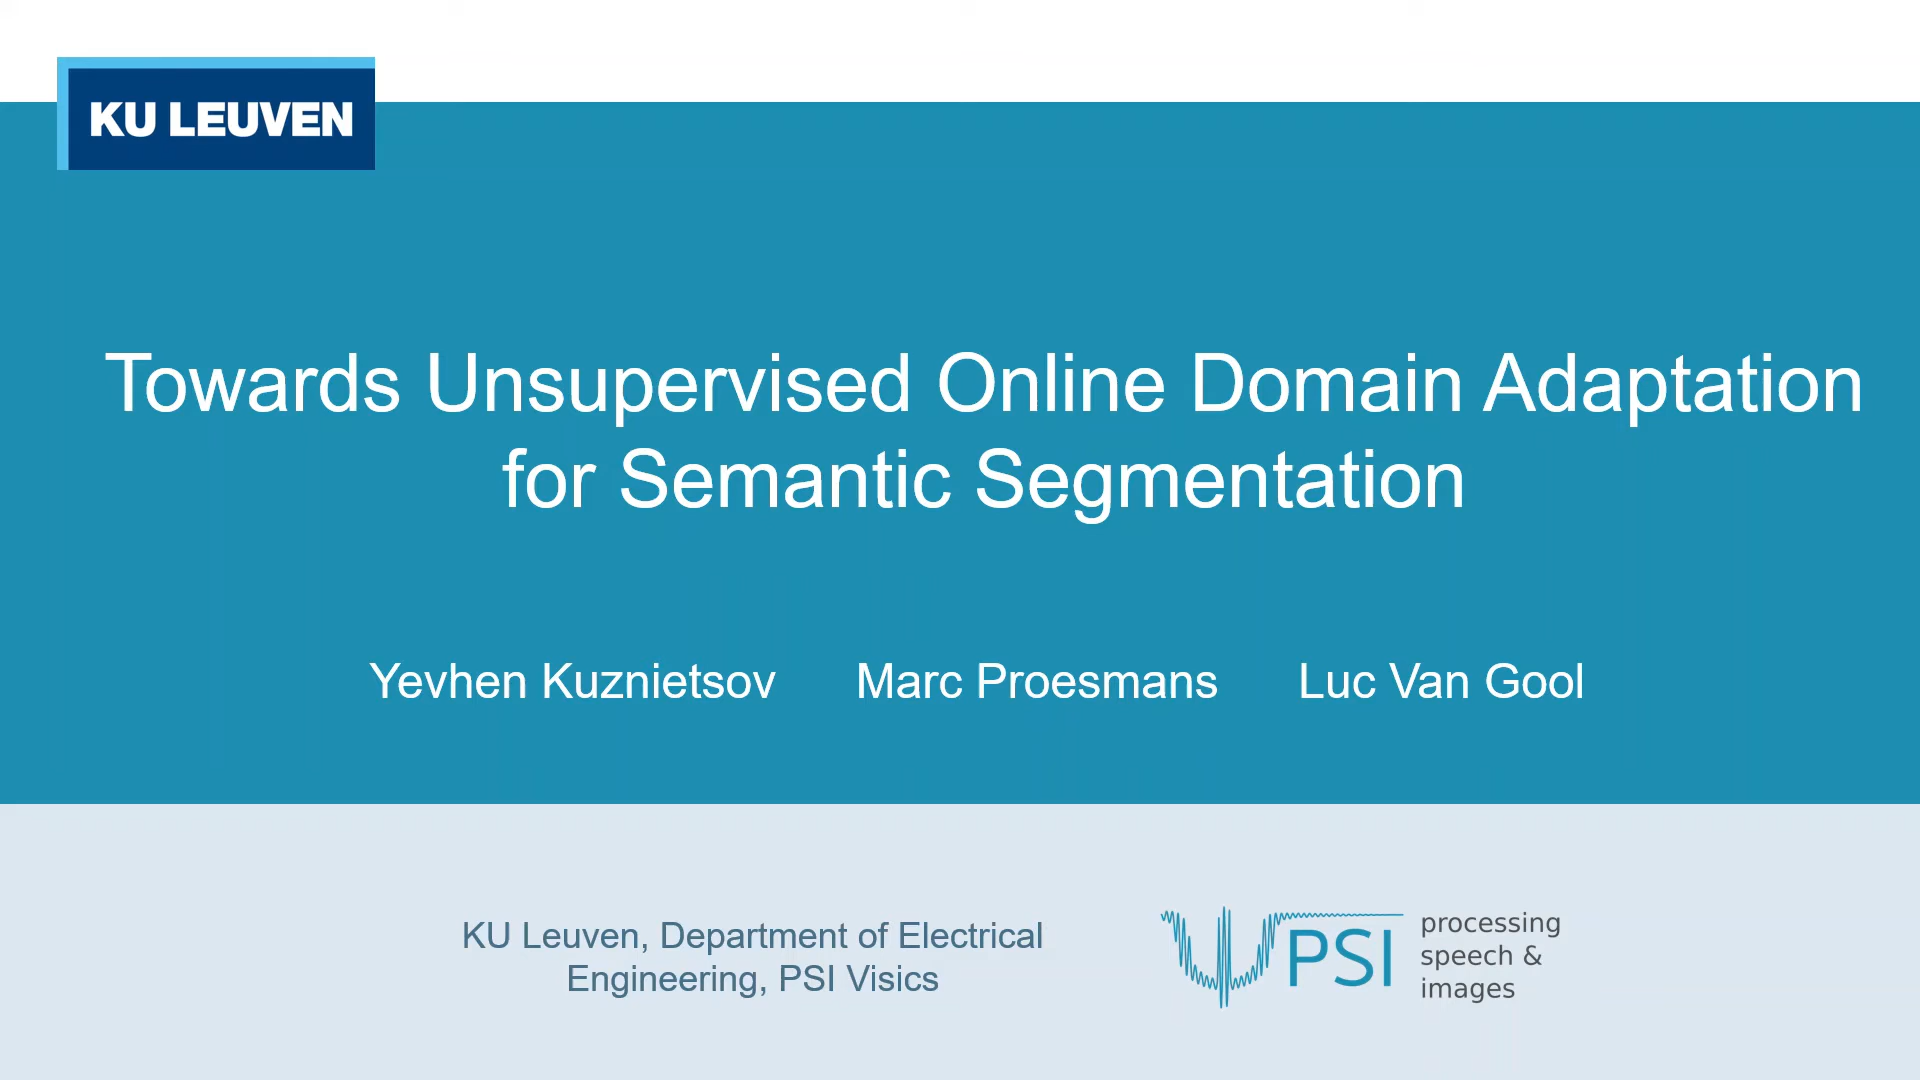 KU LEUVEN
Towards Unsupervised Online Domain Adaptation
for Semantic Segmentation
Yevhen Kuznietsov Marc Proesmans Luc Van Gool
KU Leuven, Department of Electrical
Engineering, PSI Visics
PSI
processing
speech &
images